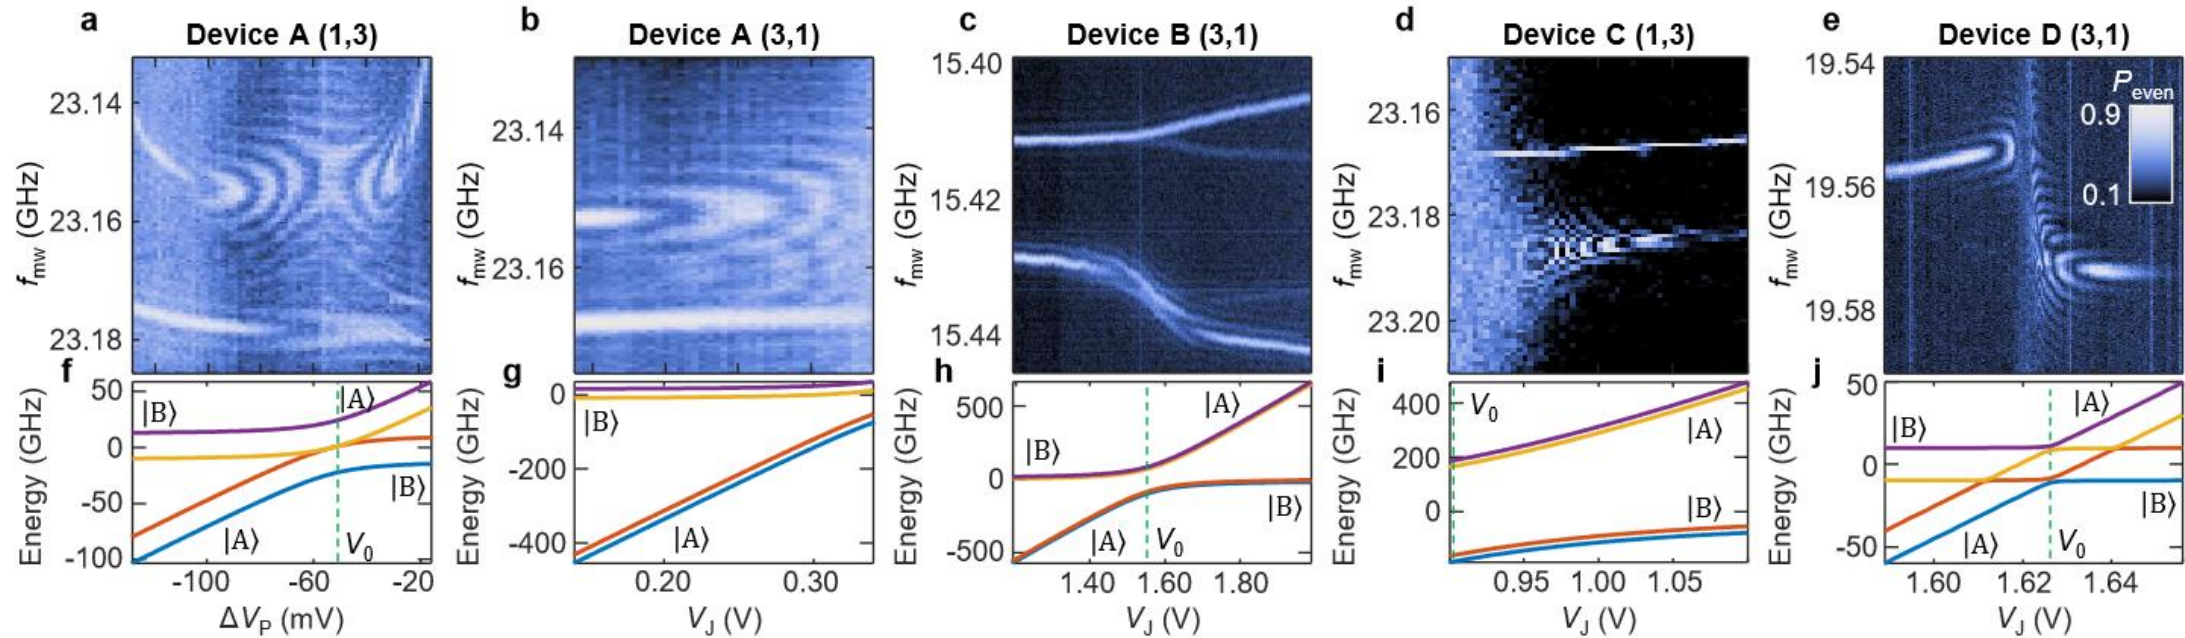 a Device A (1,3)
23.14
23.16
23.18
f_mw (GHz)
b Device A (3,1)
23.14
23.16
f_mw (GHz)
c Device B (3,1)
15.40
15.42
15.44
f_mw (GHz)
d Device C (1,3)
23.16
23.18
23.20
f_mw (GHz)
e Device D (3,1)
19.54
19.56
19.58
f_mw (GHz)
P_even
0.9
0.1
f
50
0
-50
-100
Energy (GHz)
|B⟩
|A⟩
|A⟩
|B⟩
V_0
-100 -60 -20
ΔV_P (mV)
g
0
-200
-400
Energy (GHz)
|B⟩
|A⟩
0.20 0.30
V_J (V)
h
500
0
-500
Energy (GHz)
|B⟩
|A⟩
|A⟩
|B⟩
V_0
1.40 1.60 1.80
V_J (V)
i
400
200
0
Energy (GHz)
V_0
|A⟩
|B⟩
0.95 1.00 1.05
V_J (V)
j
50
0
-50
Energy (GHz)
|B⟩
|A⟩
|A⟩
|B⟩
V_0
1.60 1.62 1.64
V_J (V)